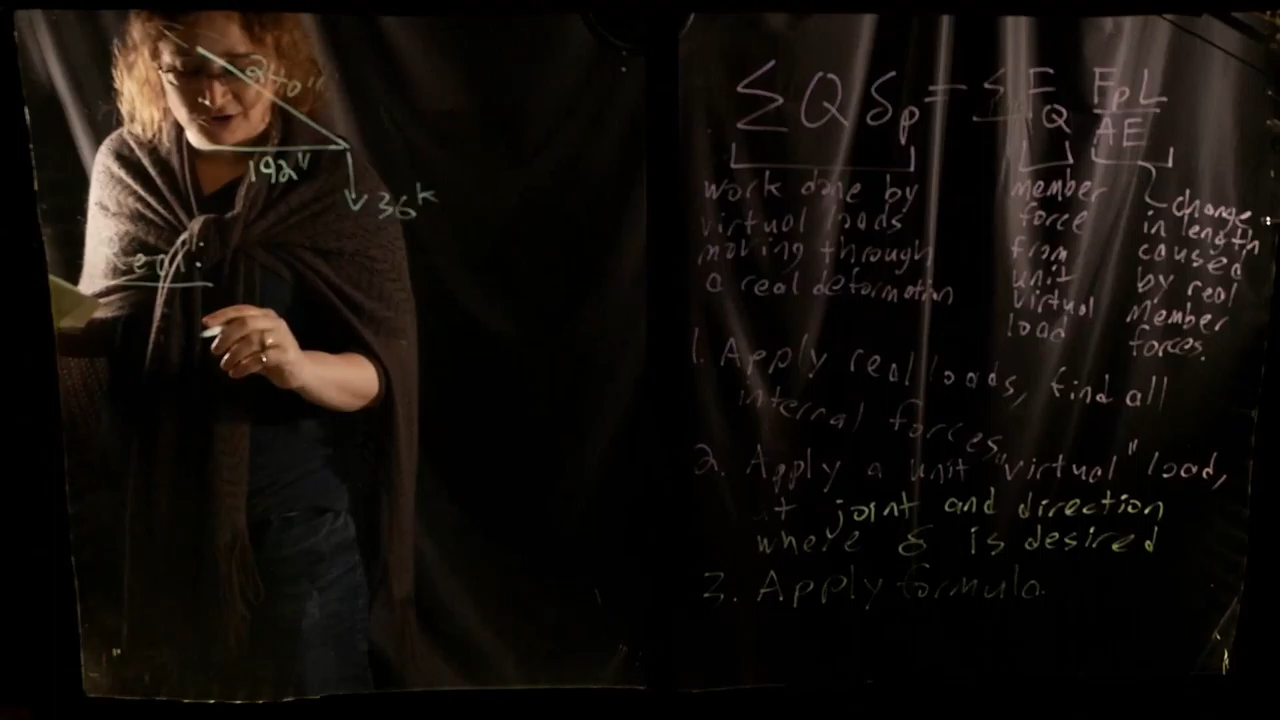 240"
192"
36k
Real:
Σ Q δp = Σ FQ FpL/AE
work done by
virtual loads
moving through
a real deformation
member
force
from
unit
virtual
load
change
in length
caused
by real
Member
forces.
1. Apply real loads, find all
internal forces
2. Apply a unit "virtual" load,
at joint and direction
where δ is desired
3. Apply formula.